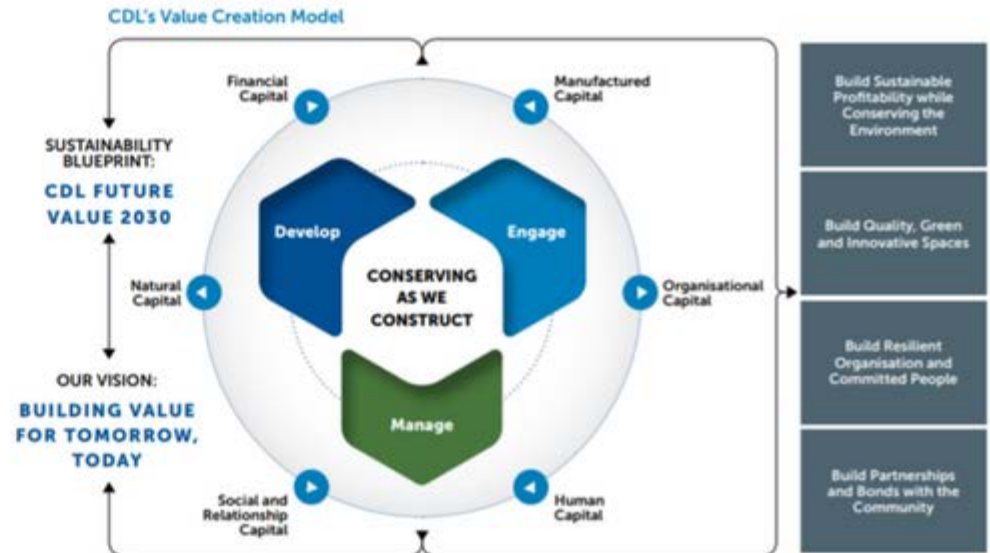 CDL's Value Creation Model
Financial
Capital
Manufactured
Capital
SUSTAINABILITY
BLUEPRINT:
CDL FUTURE
VALUE 2030
Develop
Engage
CONSERVING
AS WE
CONSTRUCT
Natural
Capital
Organisational
Capital
OUR VISION:
BUILDING VALUE
FOR TOMORROW,
TODAY
Manage
Social and
Relationship
Capital
Human
Capital
Build Sustainable
Profitability while
Conserving the
Environment
Build Quality, Green
and Innovative Spaces
Build Resilient
Organisation and
Committed People
Build Partnerships
and Bonds with the
Community